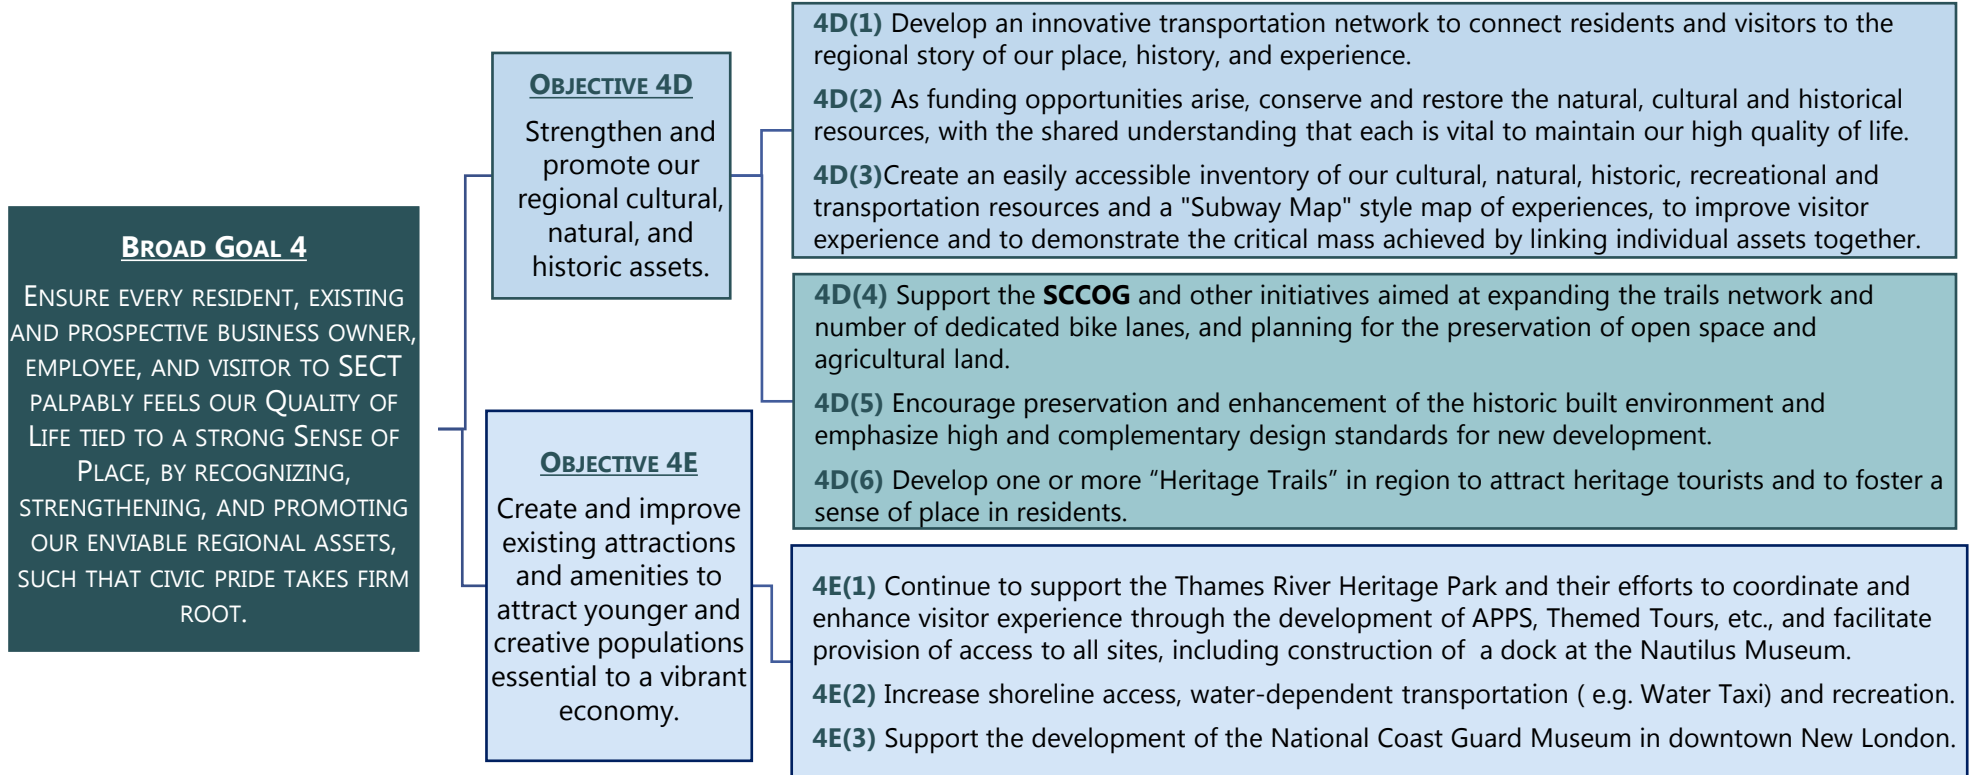 BROAD GOAL 4
ENSURE EVERY RESIDENT, EXISTING
AND PROSPECTIVE BUSINESS OWNER,
EMPLOYEE, AND VISITOR TO SECT
PALPABLY FEELS OUR QUALITY OF
LIFE TIED TO A STRONG SENSE OF
PLACE, BY RECOGNIZING,
STRENGTHENING, AND PROMOTING
OUR ENVIABLE REGIONAL ASSETS,
SUCH THAT CIVIC PRIDE TAKES FIRM
ROOT.
OBJECTIVE 4D
Strengthen and
promote our
regional cultural,
natural, and
historic assets.
4D(1) Develop an innovative transportation network to connect residents and visitors to the
regional story of our place, history, and experience.
4D(2) As funding opportunities arise, conserve and restore the natural, cultural and historical
resources, with the shared understanding that each is vital to maintain our high quality of life.
4D(3)Create an easily accessible inventory of our cultural, natural, historic, recreational and
transportation resources and a "Subway Map" style map of experiences, to improve visitor
experience and to demonstrate the critical mass achieved by linking individual assets together.
4D(4) Support the SCCOG and other initiatives aimed at expanding the trails network and
number of dedicated bike lanes, and planning for the preservation of open space and
agricultural land.
4D(5) Encourage preservation and enhancement of the historic built environment and
emphasize high and complementary design standards for new development.
4D(6) Develop one or more “Heritage Trails” in region to attract heritage tourists and to foster a
sense of place in residents.
OBJECTIVE 4E
Create and improve
existing attractions
and amenities to
attract younger and
creative populations
essential to a vibrant
economy.
4E(1) Continue to support the Thames River Heritage Park and their efforts to coordinate and
enhance visitor experience through the development of APPS, Themed Tours, etc., and facilitate
provision of access to all sites, including construction of  a dock at the Nautilus Museum.
4E(2) Increase shoreline access, water-dependent transportation ( e.g. Water Taxi) and recreation.
4E(3) Support the development of the National Coast Guard Museum in downtown New London.